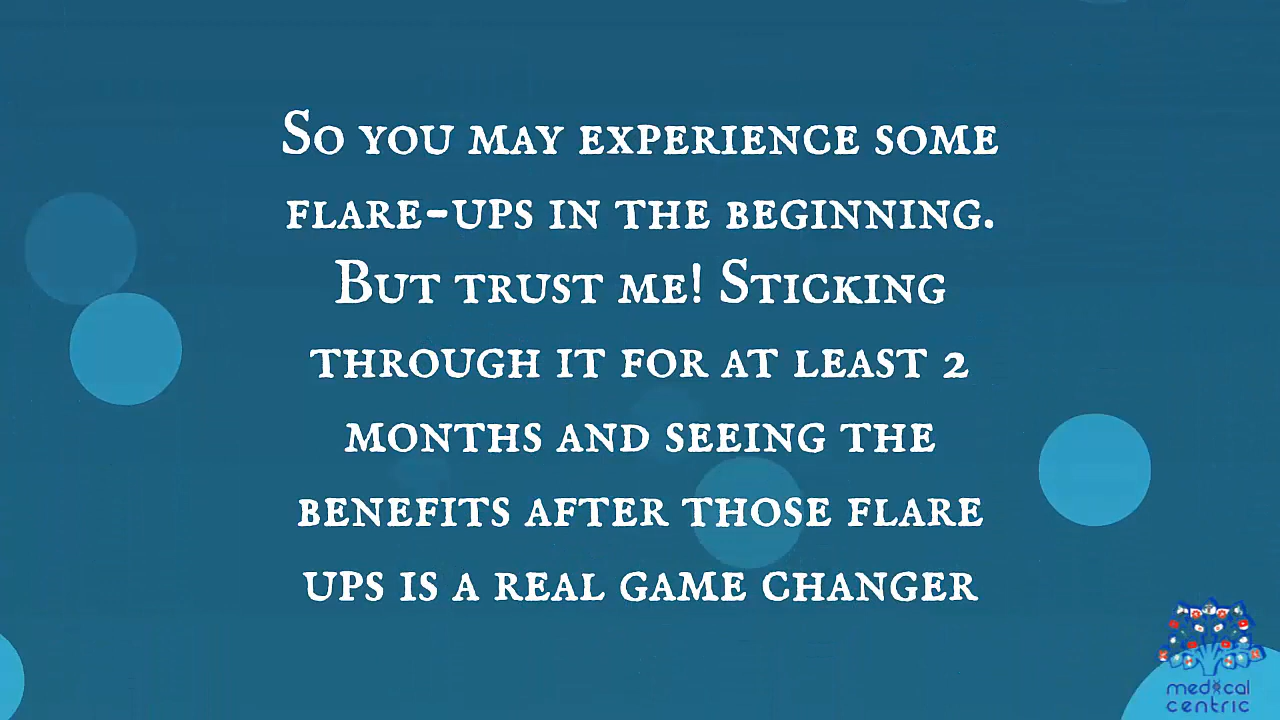 So you may experience some
flare-ups in the beginning.
But trust me! Sticking
through it for at least 2
months and seeing the
benefits after those flare
ups is a real game changer
medical
centric